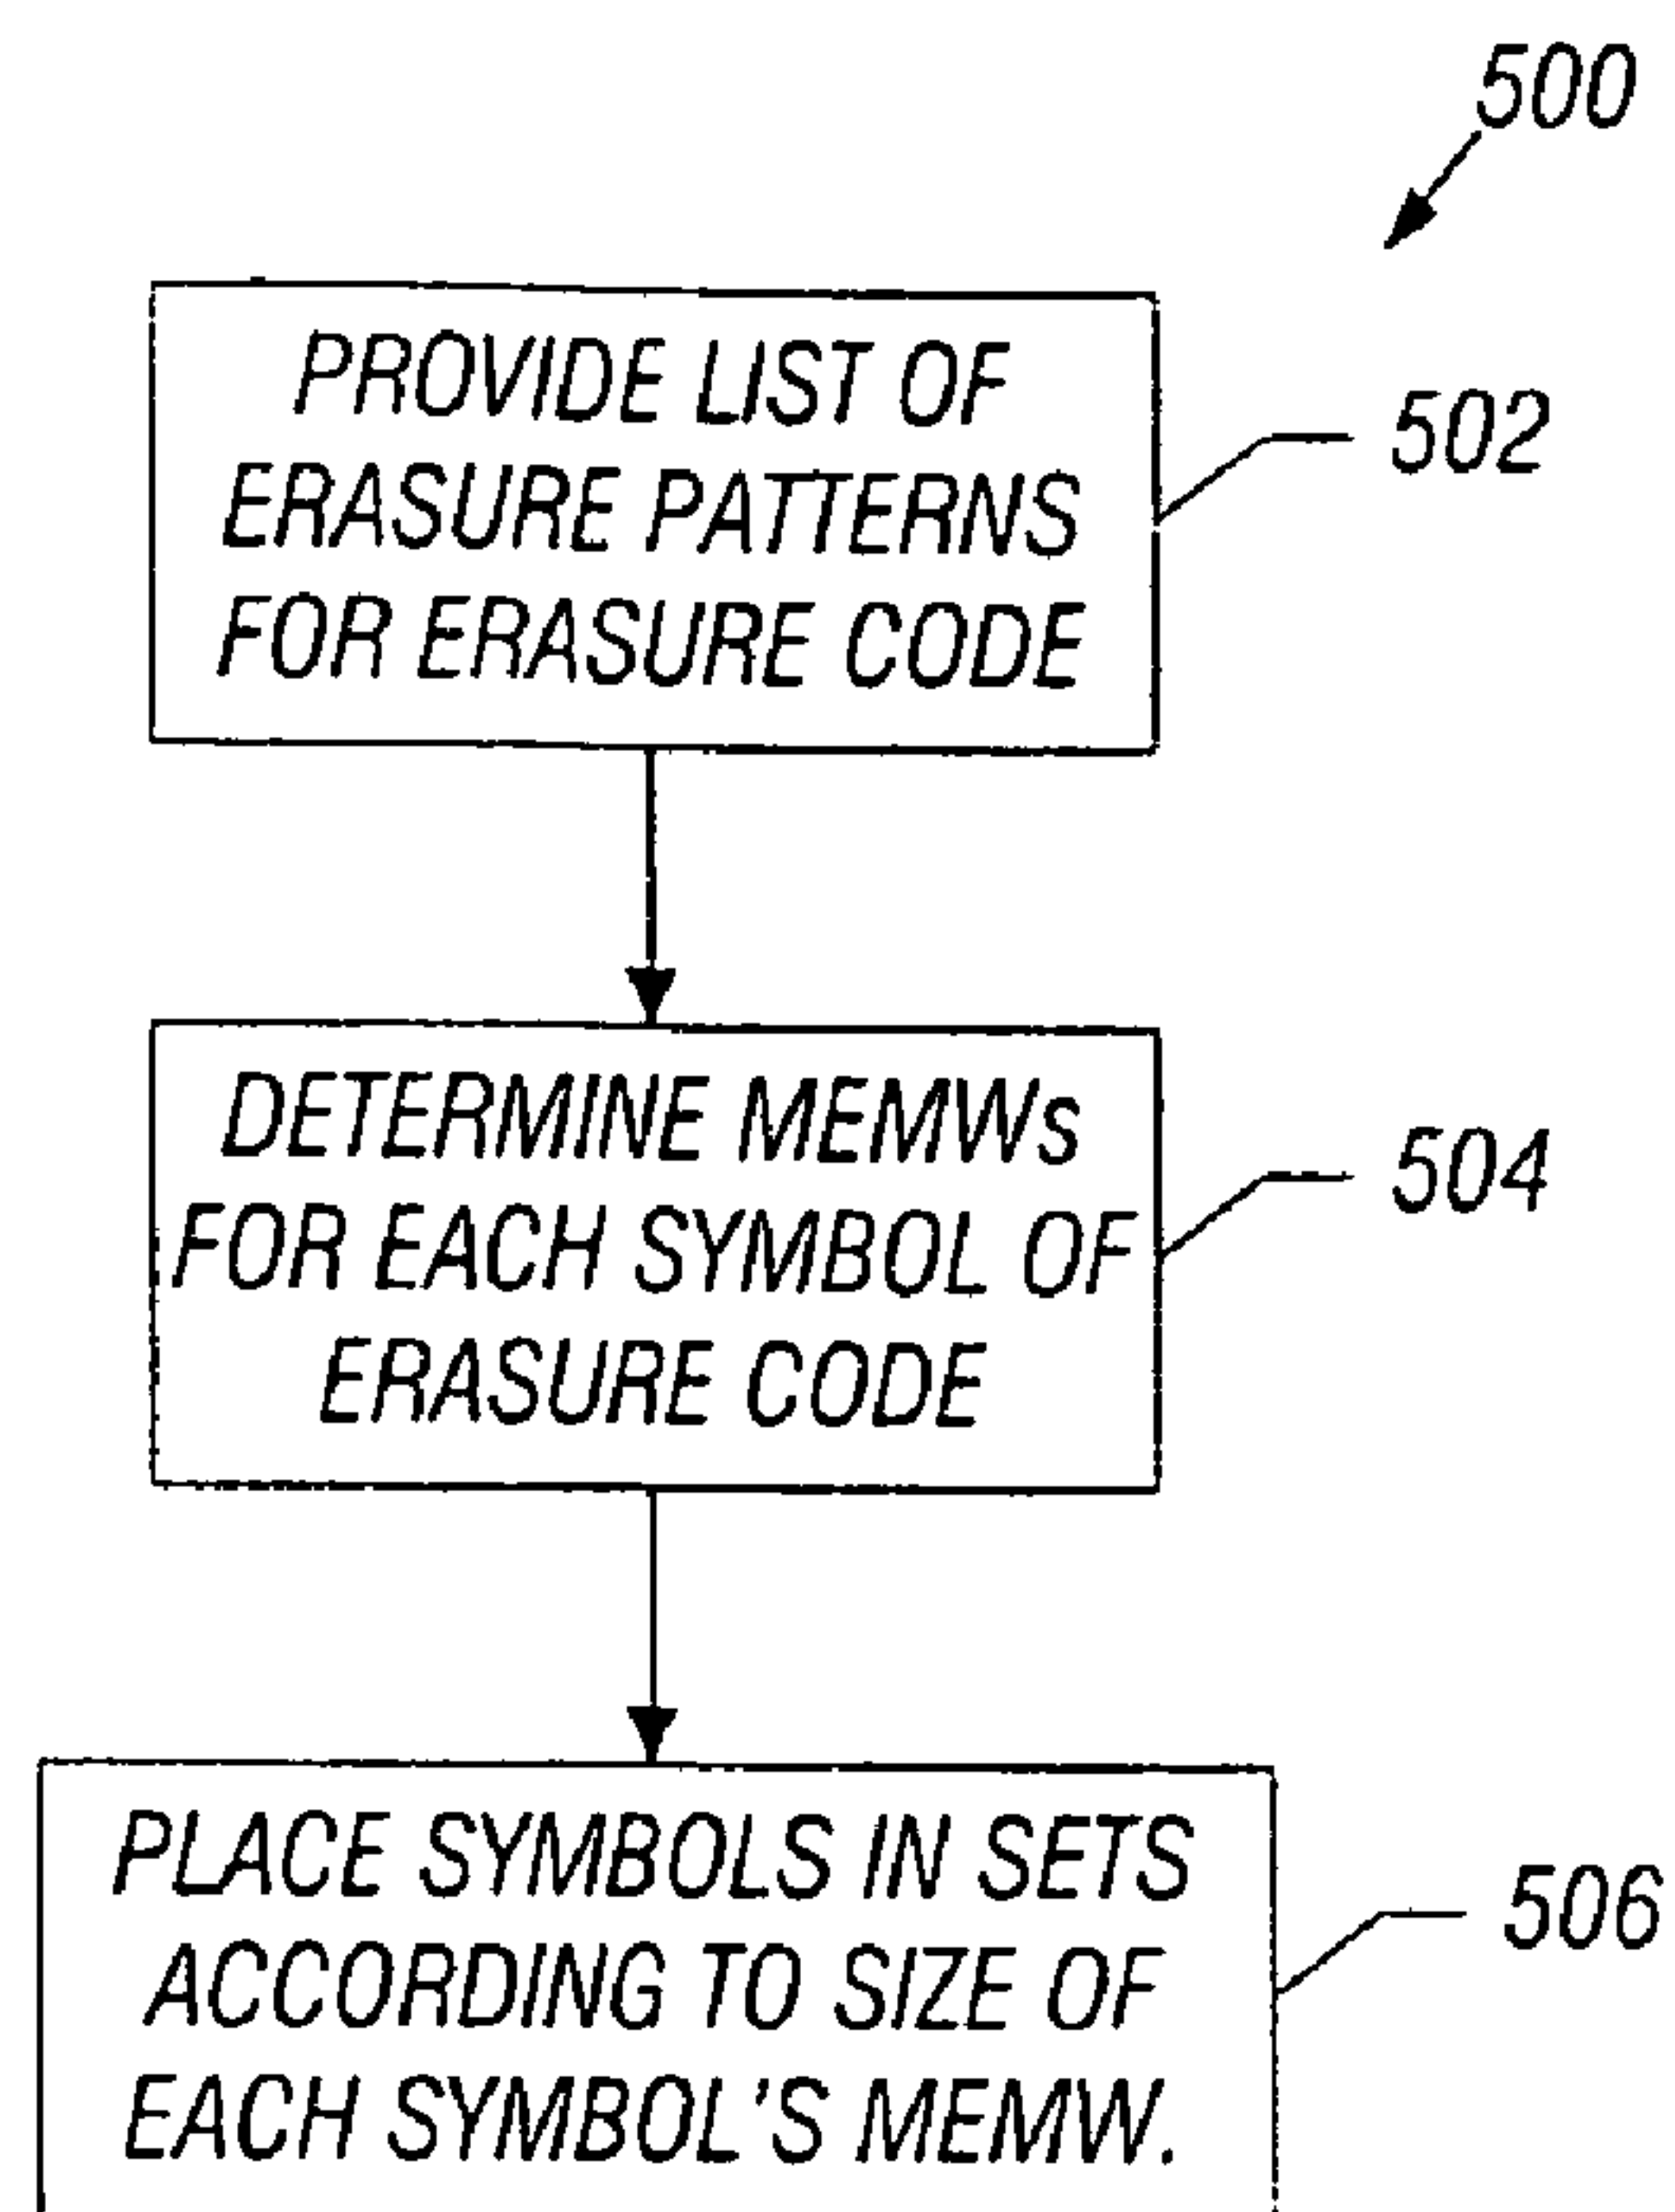 500
PROVIDE LIST OF
ERASURE PATTERNS
FOR ERASURE CODE
502
DETERMINE MEMWs
FOR EACH SYMBOL OF
ERASURE CODE
504
PLACE SYMBOLS IN SETS
ACCORDING TO SIZE OF
EACH SYMBOL'S MEMW.
506